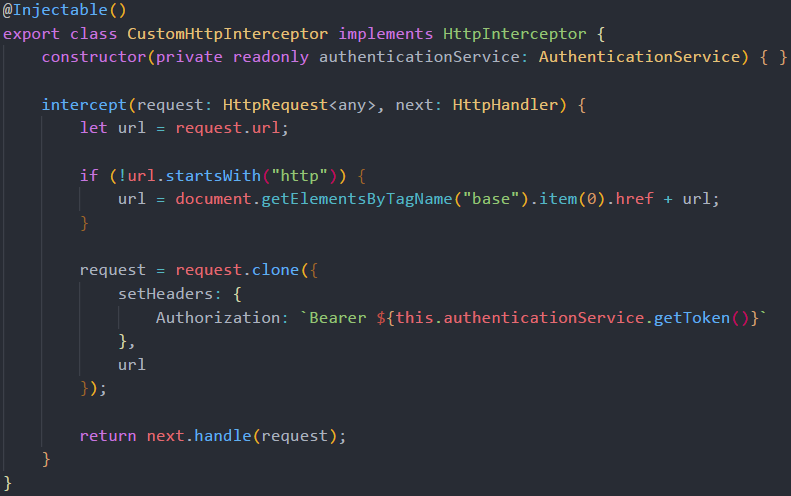 @Injectable()
export class CustomHttpInterceptor implements HttpInterceptor {
    constructor(private readonly authenticationService: AuthenticationService) { }

    intercept(request: HttpRequest<any>, next: HttpHandler) {
        let url = request.url;

        if (!url.startsWith("http")) {
            url = document.getElementsByTagName("base").item(0).href + url;
        }

        request = request.clone({
            setHeaders: {
                Authorization: `Bearer ${this.authenticationService.getToken()}`
            },
            url
        });

        return next.handle(request);
    }
}